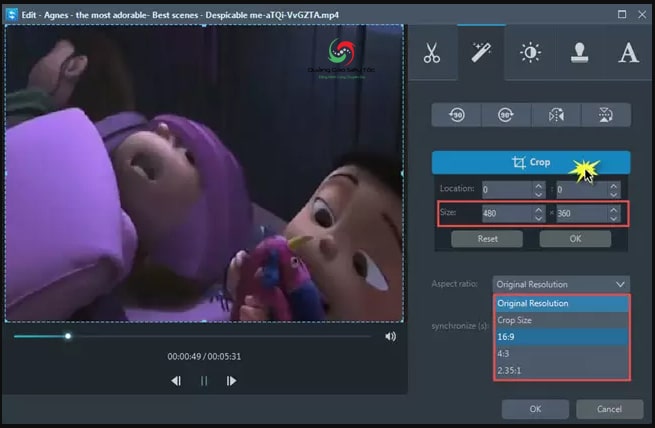 Edit - Agnes - the most adorable- Best scenes - Despicable me-aTQi-VvGZTA.mp4
A
90 90
Crop
Location: 0 : 0
Size: 480 × 360
Reset OK
Aspect ratio: Original Resolution
Original Resolution
Crop Size
synchronize (s):
16:9
4:3
2.35:1
00:00:49 / 00:05:31
OK Cancel